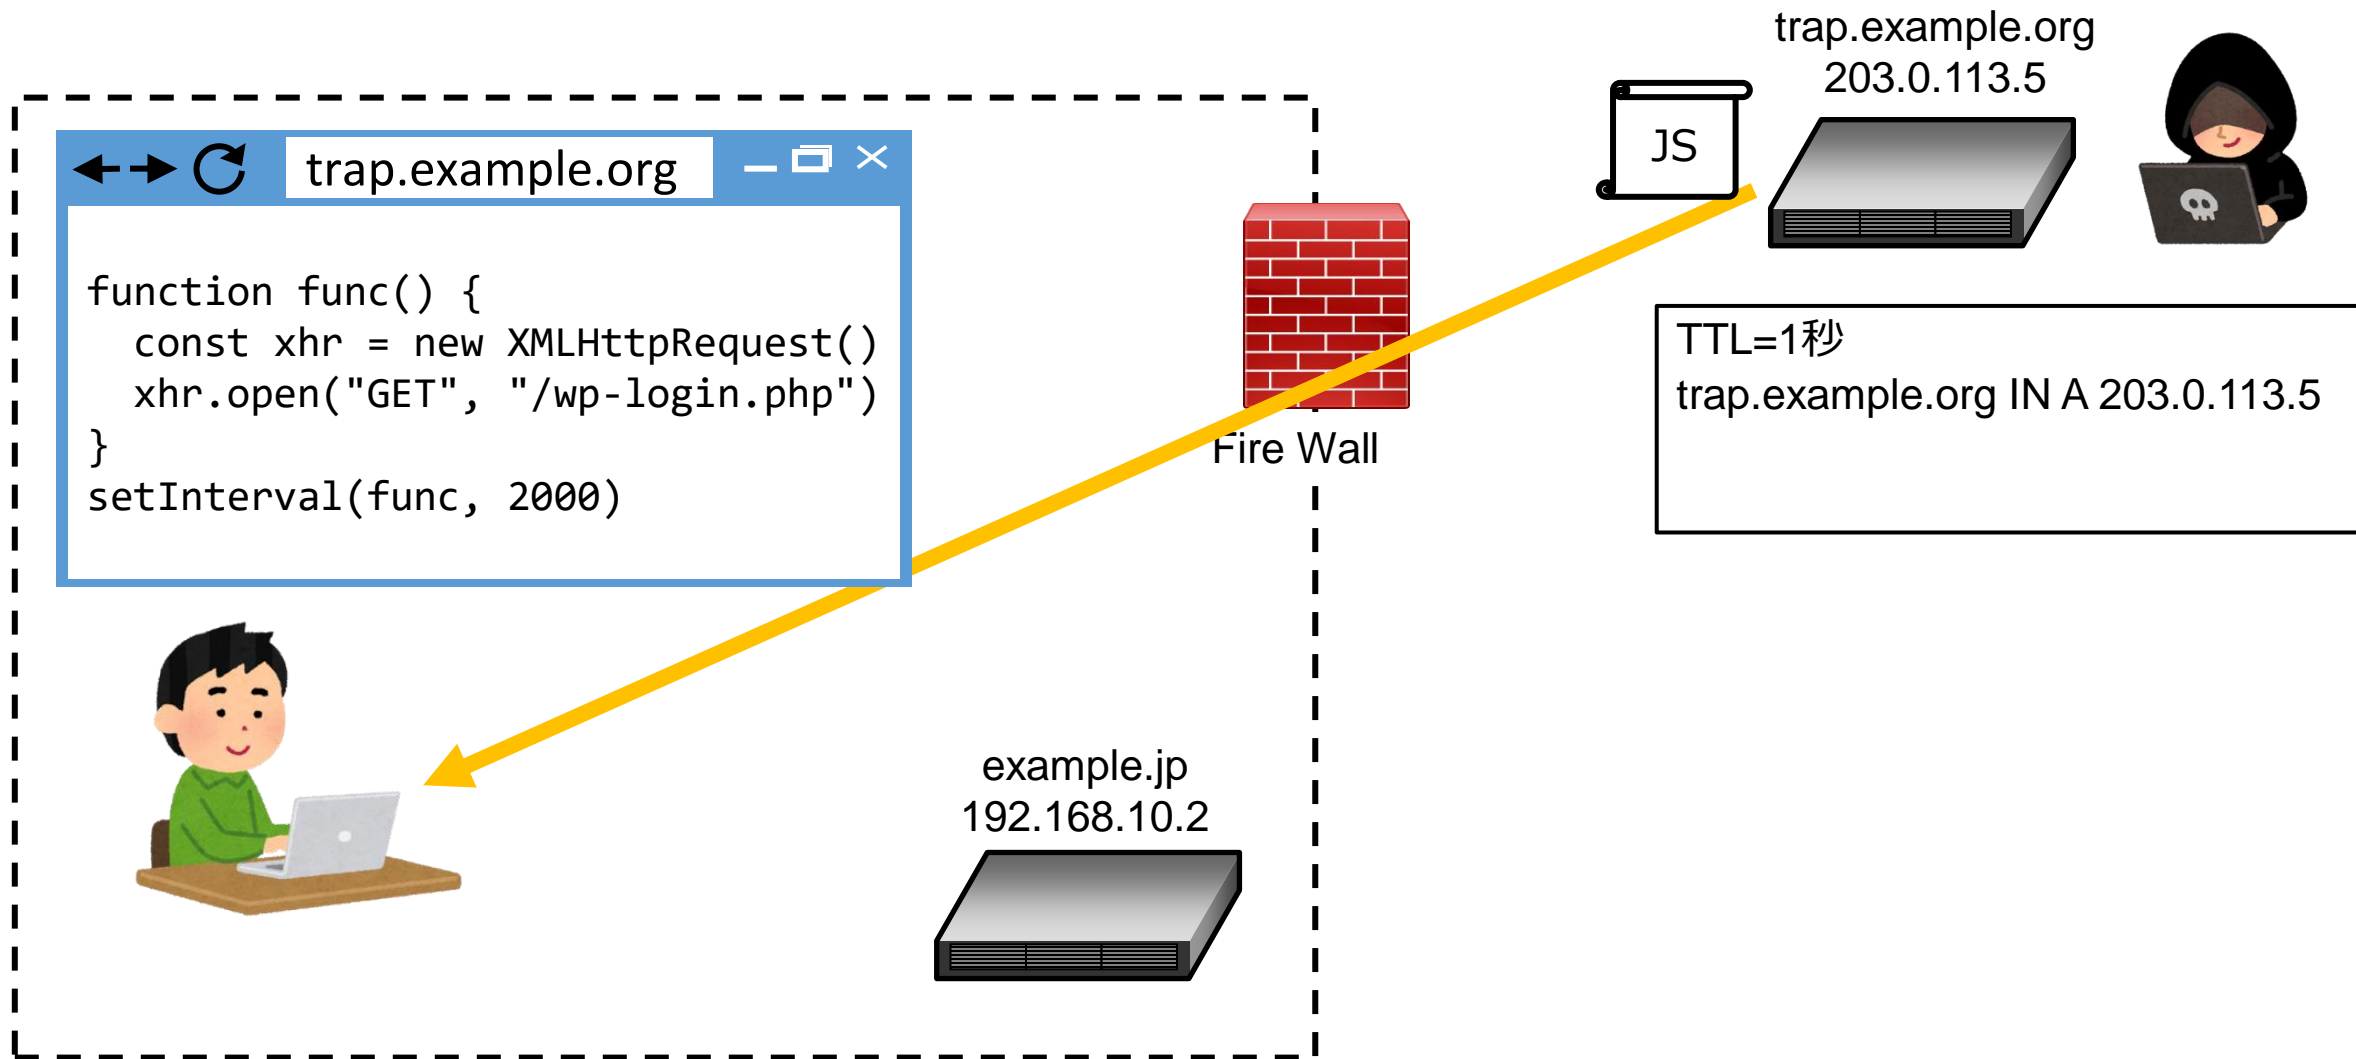 trap.example.org
203.0.113.5
JS
trap.example.org
function func() {
  const xhr = new XMLHttpRequest()
  xhr.open("GET", "/wp-login.php")
}
setInterval(func, 2000)
Fire Wall
TTL=1秒
trap.example.org IN A 203.0.113.5
example.jp
192.168.10.2